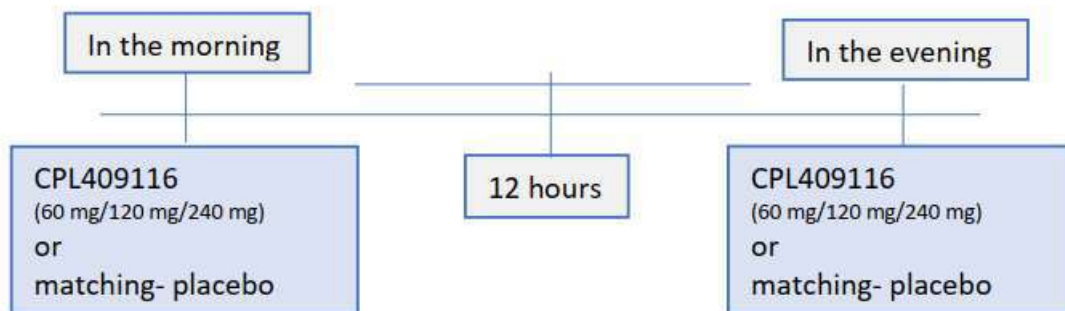 In the morning
In the evening
12 hours
CPL409116
(60 mg/120 mg/240 mg)
or
matching- placebo
CPL409116
(60 mg/120 mg/240 mg)
or
matching- placebo